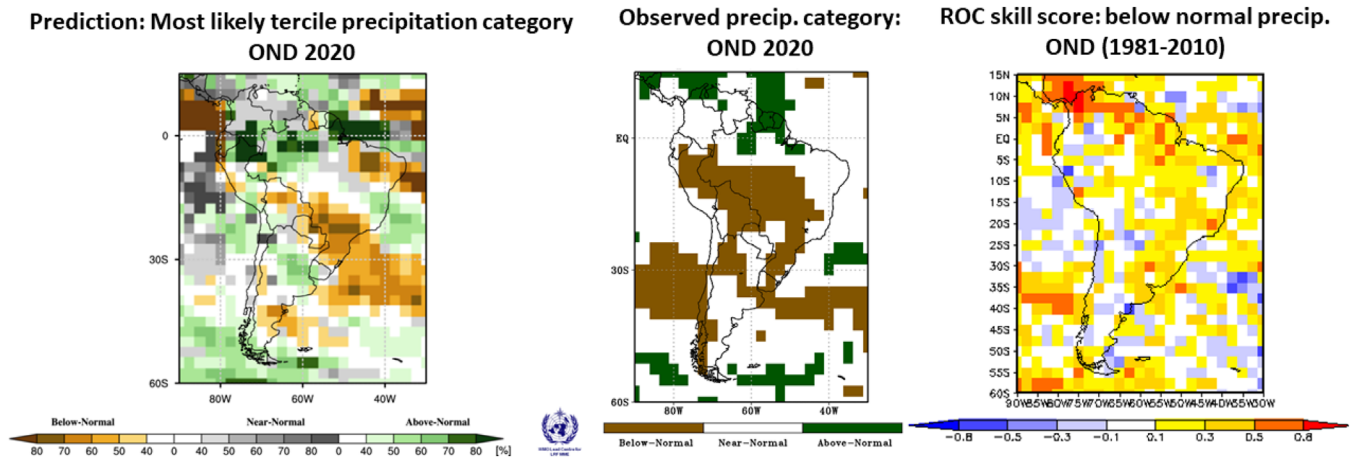 Prediction: Most likely tercile precipitation category
OND 2020
Observed precip. category:
OND 2020
ROC skill score: below normal precip.
OND (1981-2010)
0
30S
60S
80W
60W
40W
EQ
30S
60S
80W
60W
40W
15N
10N
5N
EQ
5S
10S
15S
20S
25S
30S
35S
40S
45S
50S
55S
60S
Below-Normal
Near-Normal
Above-Normal
80 70 60 50 40 0 40 50 60 70 80 0 40 50 60 70 80 [%]
Below-Normal
Near-Normal
Above-Normal
-0.8 -0.5 -0.3 -0.1 0.1 0.3 0.5 0.8